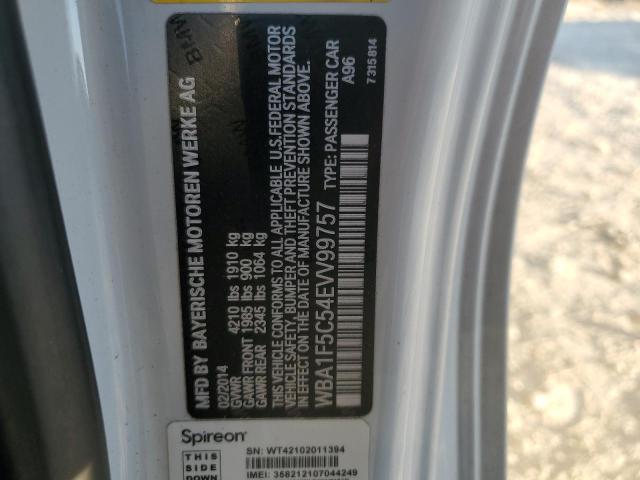 MFD BY BAYERISCHE MOTOREN WERKE AG
02/2014
GVWR 4210 lbs 1910 kg
GAWR FRONT 1985 lbs 900 kg
GAWR REAR 2345 lbs 1064 kg
THIS VEHICLE CONFORMS TO ALL APPLICABLE U.S. FEDERAL MOTOR
VEHICLE SAFETY, BUMPER AND THEFT PREVENTION STANDARDS
IN EFFECT ON THE DATE OF MANUFACTURE SHOWN ABOVE.
WBA1F5C54EVV99757 TYPE: PASSENGER CAR
A96
7315814
BMW
Spireon
SN: WT42102011394
THIS
SIDE
DOWN
IMEI: 358212107044249